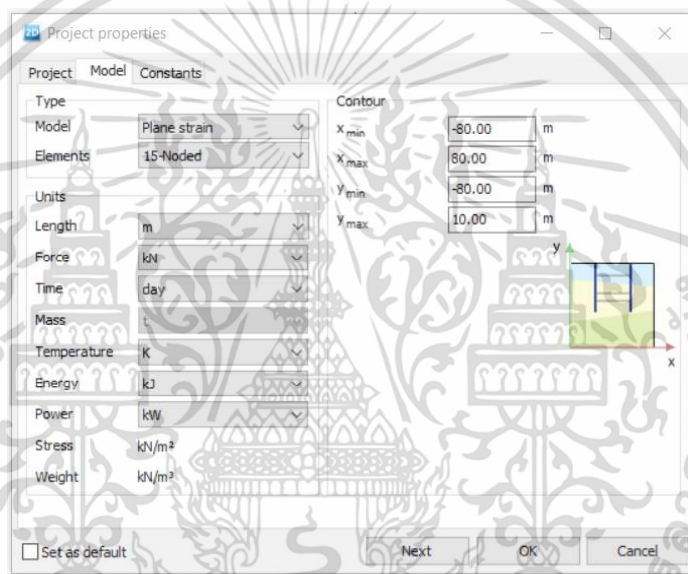 2D Project properties
Project Model Constants
Type
Model Plane strain
Elements 15-Noded
Units
Length m
Force kN
Time day
Mass t
Temperature K
Energy kJ
Power kW
Stress kN/m²
Weight kN/m³
Contour
x min -80.00 m
x max 80.00 m
y min -80.00 m
y max 10.00 m
y
x
Set as default
Next OK Cancel